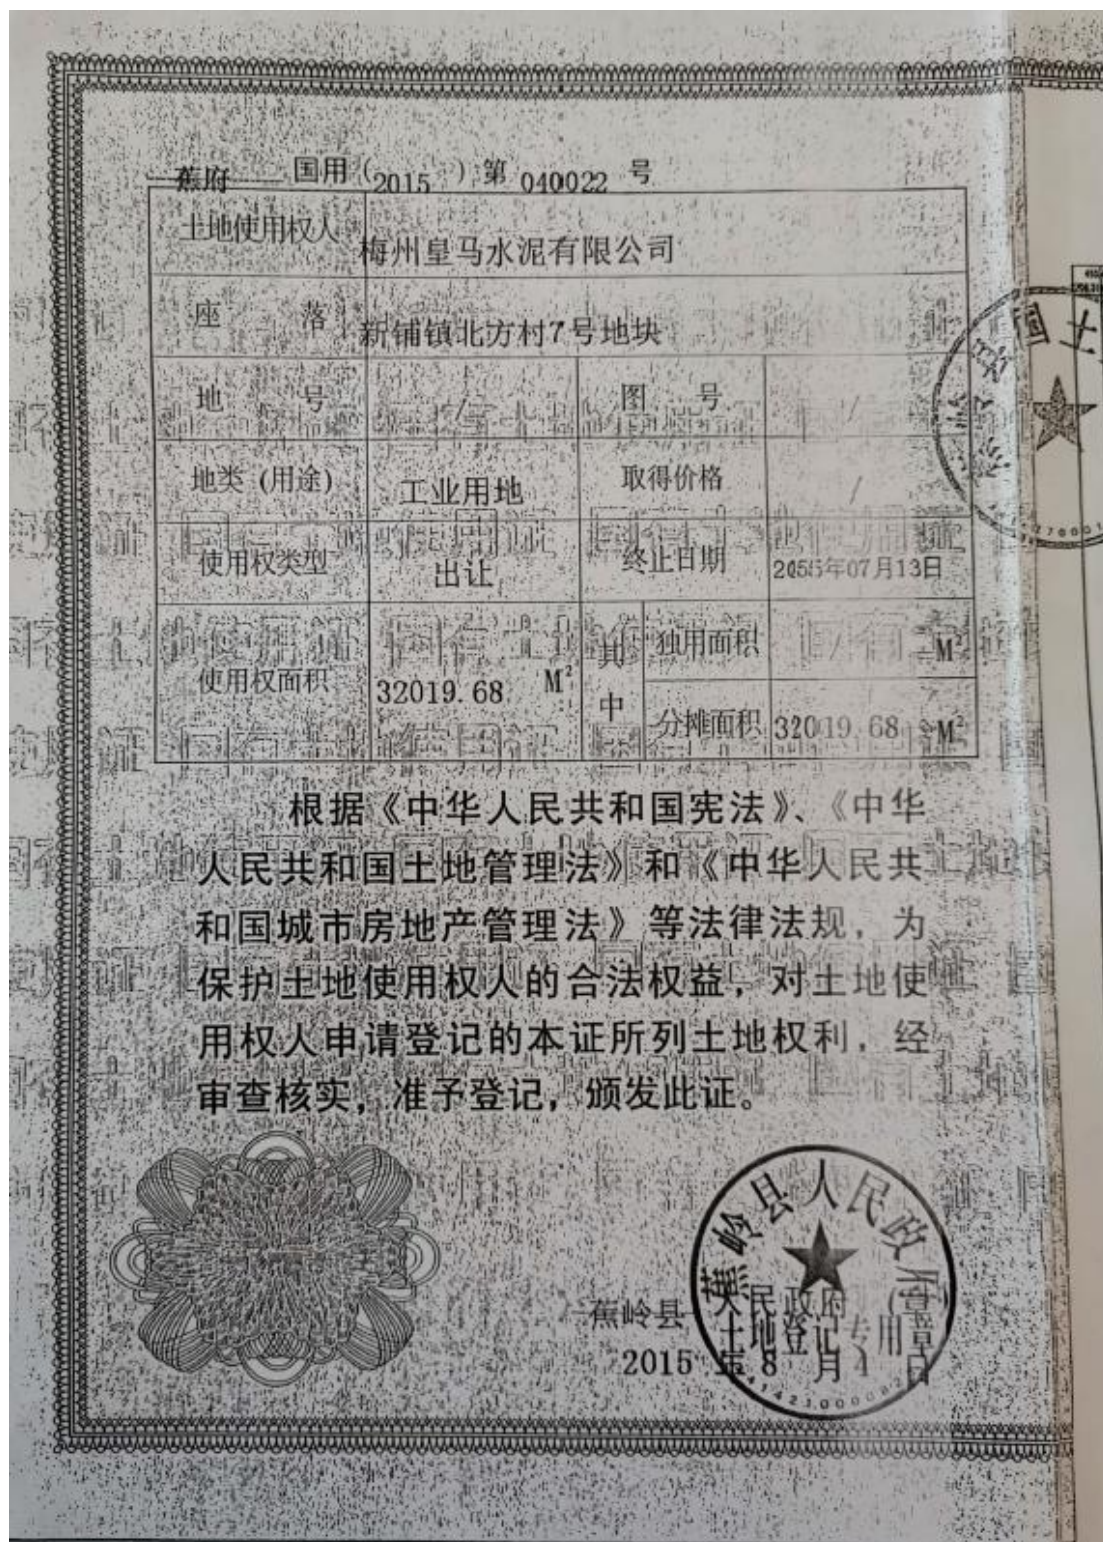 蕉府 国用（2015）第 040022 号
土地使用权人 梅州皇马水泥有限公司
座落 新铺镇北方村7号地块
地号 / 图号 /
地类（用途） 工业用地 取得价格 /
使用权类型 出让 终止日期 2055年07月13日
使用权面积 32019.68 M² 其中 独用面积 / M²
分摊面积 32019.68 M²
根据《中华人民共和国宪法》、《中华
人民共和国土地管理法》和《中华人民共
和国城市房地产管理法》等法律法规，为
保护土地使用权人的合法权益，对土地使
用权人申请登记的本证所列土地权利，经
审查核实，准予登记，颁发此证。
蕉岭县人民政府
蕉岭县人民政府（章）
土地登记专用章
2015 年 8 月 4 日
国土